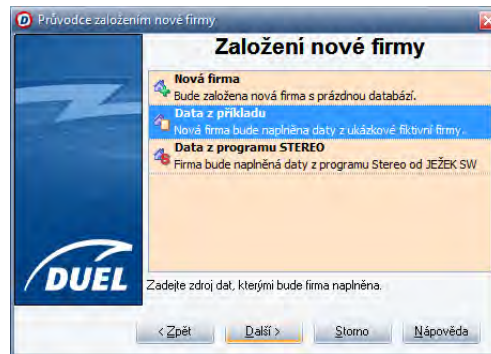 Průvodce založením nové firmy
Založení nové firmy
Nová firma
Bude založena nová firma s prázdnou databází.
Data z příkladu
Nová firma bude naplněna daty z ukázkové fiktivní firmy.
Data z programu STEREO
Firma bude naplněná daty z programu Stereo od JEŽEK SW
DUEL
Zadejte zdroj dat, kterými bude firma naplněna.
< Zpět Další > Storno Nápověda